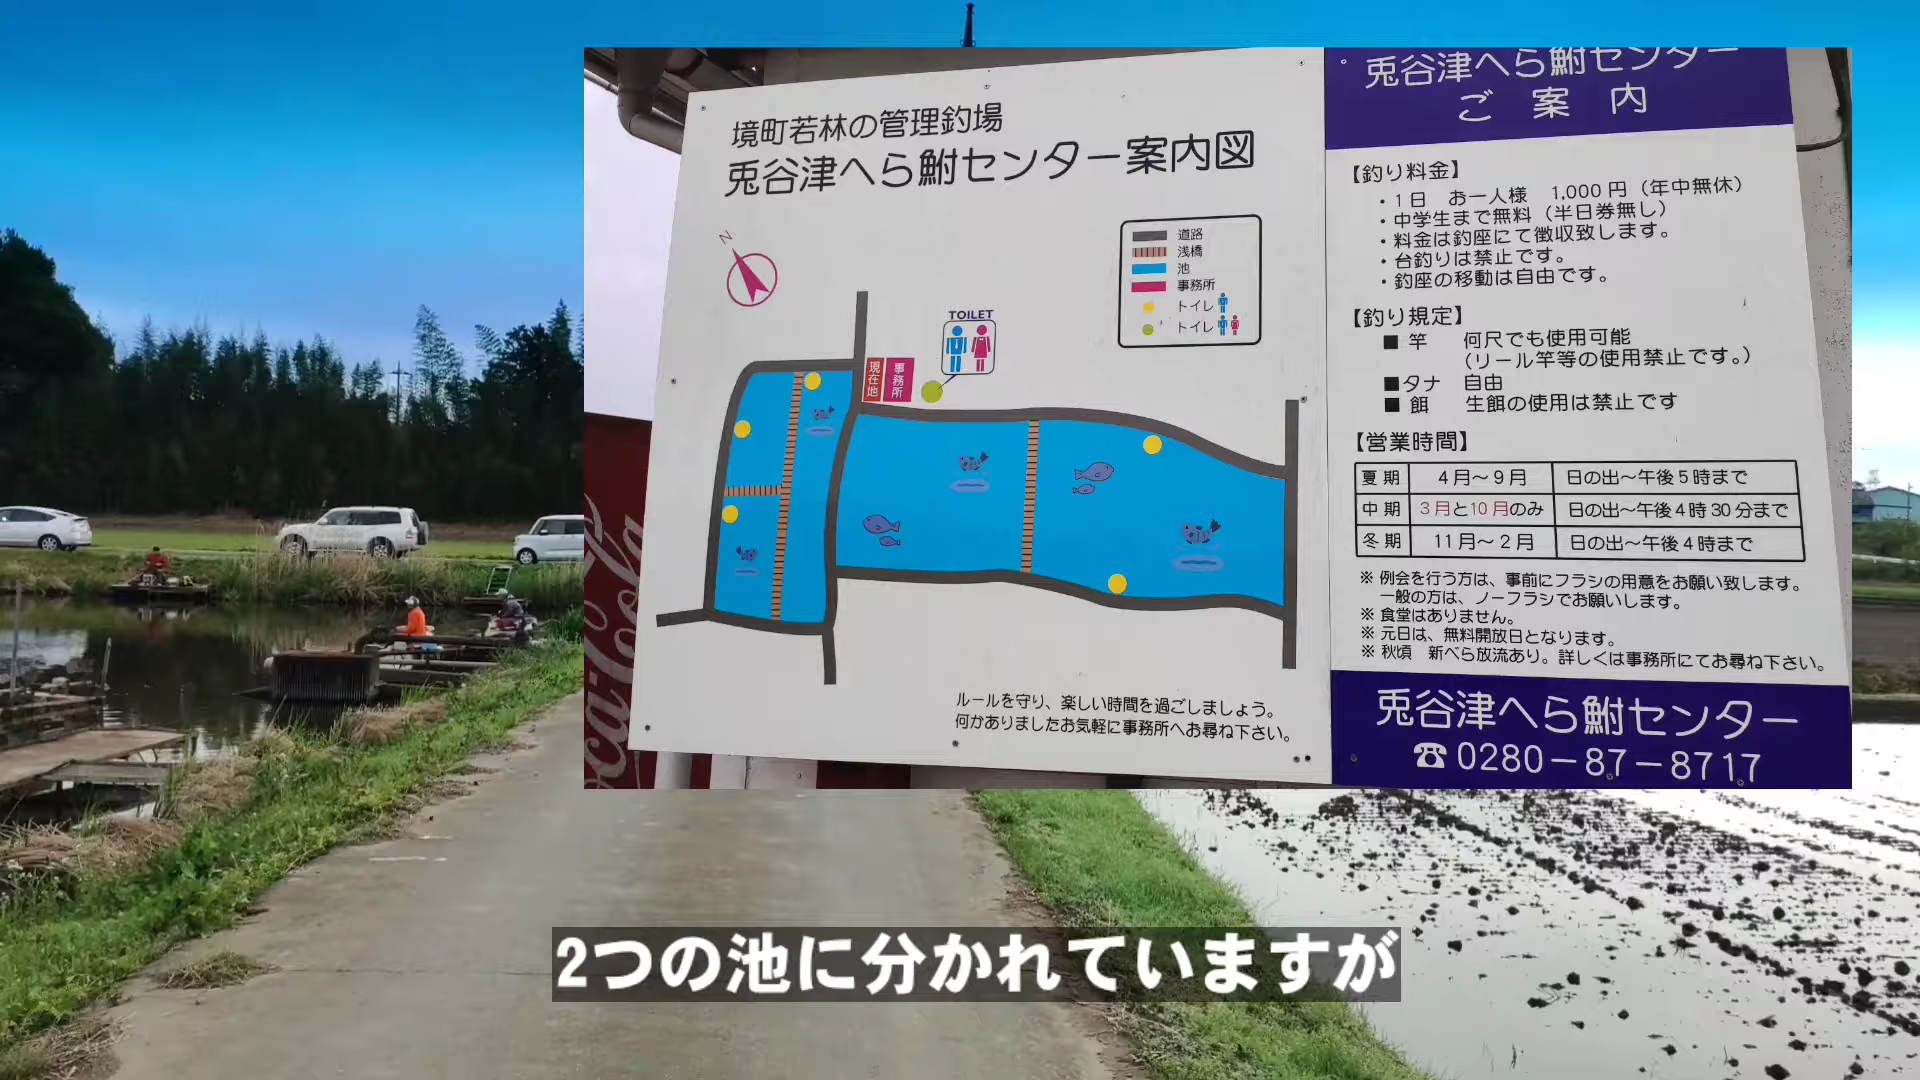 境町若林の管理釣場
兎谷津へら鮒センター案内図
N
道路
浅橋
池
事務所
トイレ
トイレ
TOILET
現在地
事務所
ルールを守り、楽しい時間を過ごしましょう。
何かありましたお気軽に事務所へお尋ね下さい。
兎谷津へら鮒センター
ご案内
【釣り料金】
・1日 お一人様 1,000円（年中無休）
・中学生まで無料（半日券無し）
・料金は釣座にて徴収致します。
・台釣りは禁止です。
・釣座の移動は自由です。
【釣り規定】
■ 竿 何尺でも使用可能
（リール竿等の使用禁止です。）
■タナ 自由
■ 餌 生餌の使用は禁止です
【営業時間】
夏期 4月～9月 日の出～午後5時まで
中期 3月と10月のみ 日の出～午後4時30分まで
冬期 11月～2月 日の出～午後4時まで
※ 例会を行う方は、事前にフラシの用意をお願い致します。
一般の方は、ノーフラシでお願いします。
※ 食堂はありません。
※ 元日は、無料開放日となります。
※ 秋頃 新べら放流あり。詳しくは事務所にてお尋ね下さい。
兎谷津へら鮒センター
☎0280－87－8717
2つの池に分かれていますが